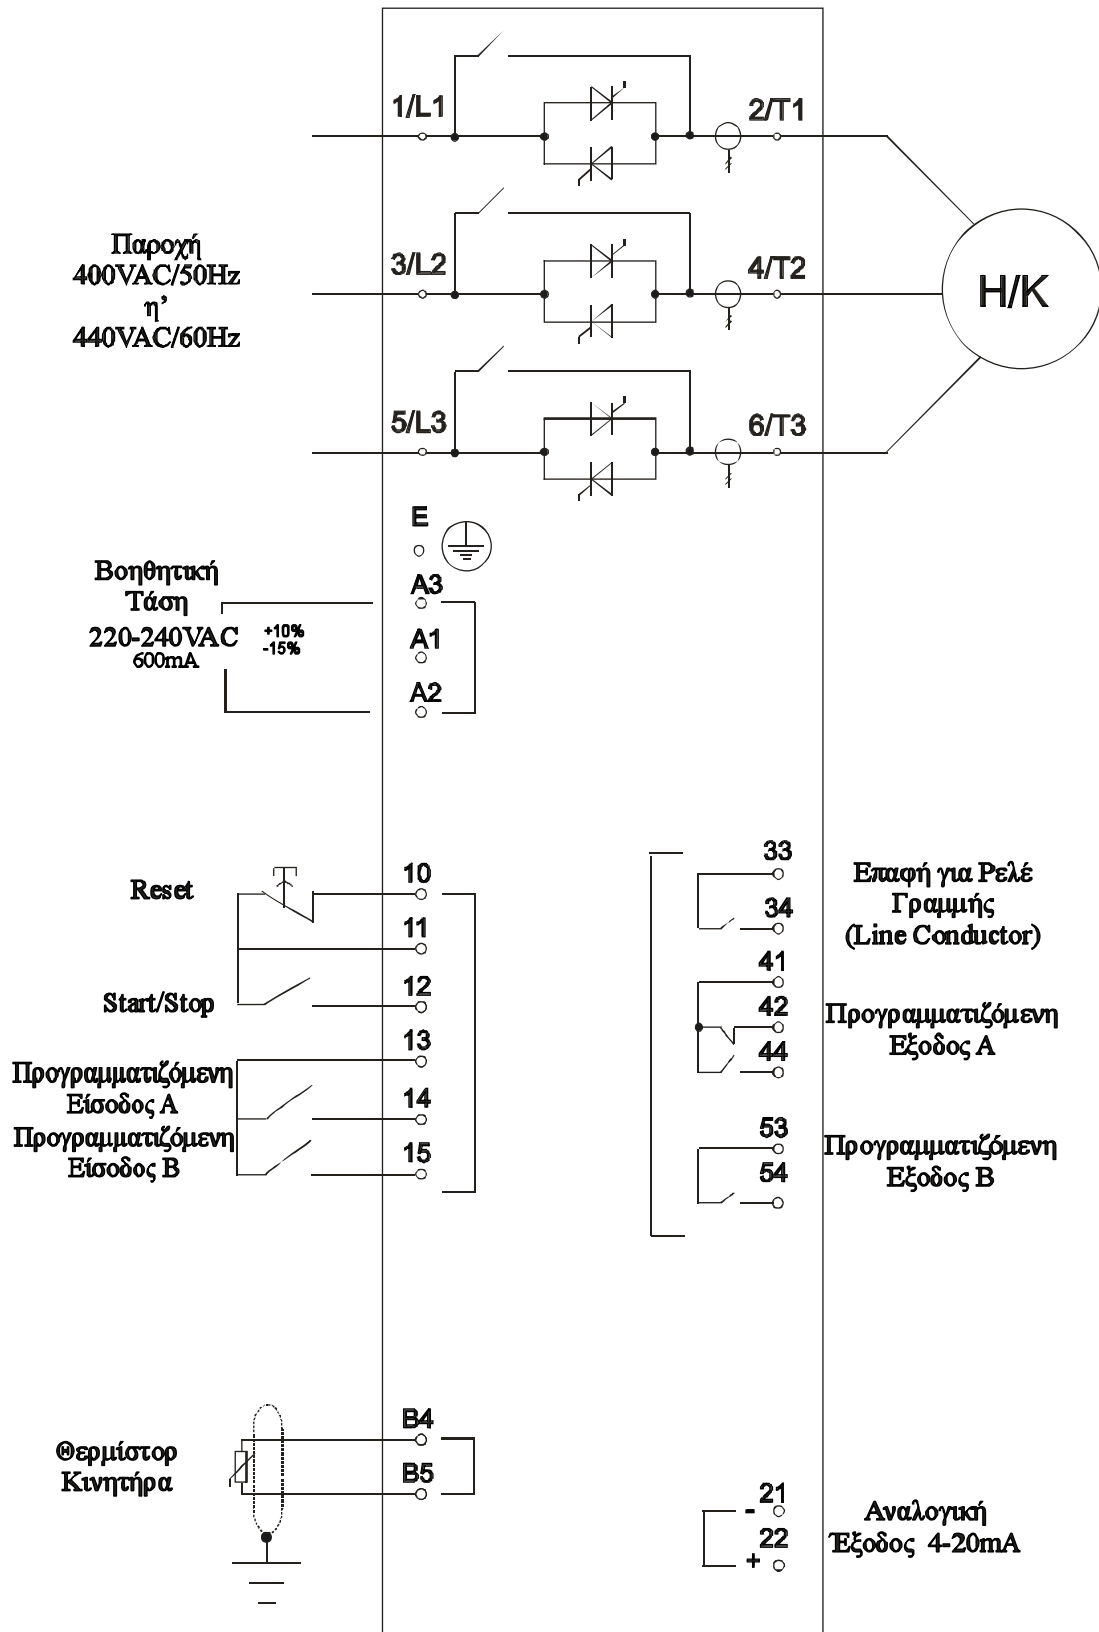 1/L1
2/T1
Παροχή
400VAC/50Hz
η’
440VAC/60Hz
3/L2
4/T2
H/K
5/L3
6/T3
E
Βοηθητική
Τάση
220-240VAC
+10%
-15%
600mA
A3
A1
A2
Reset
10
11
Start/Stop
12
13
Προγραμματιζόμενη
Είσοδος Α
14
Προγραμματιζόμενη
Είσοδος Β
15
33
34
Επαφή για Ρελέ
Γραμμής
(Line Conductor)
41
42
44
Προγραμματιζόμενη
Εξοδος Α
53
54
Προγραμματιζόμενη
Εξοδος Β
Θερμίστορ
Κινητήρα
B4
B5
21
-
22
+
Αναλογική
Έξοδος 4-20mA